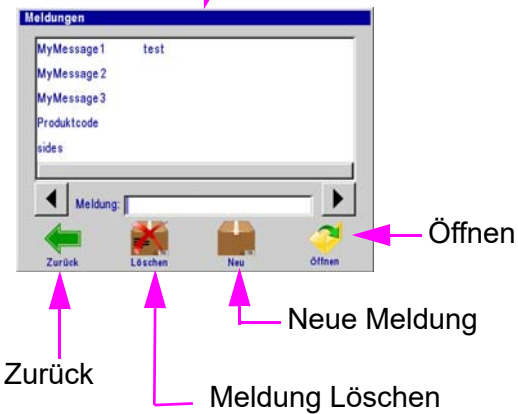 Meldungen
MyMessage1 test
MyMessage2
MyMessage3
Produktcode
sides
Meldung:
Zurück Löschen Neu Öffnen
Öffnen
Neue Meldung
Zurück
Meldung Löschen